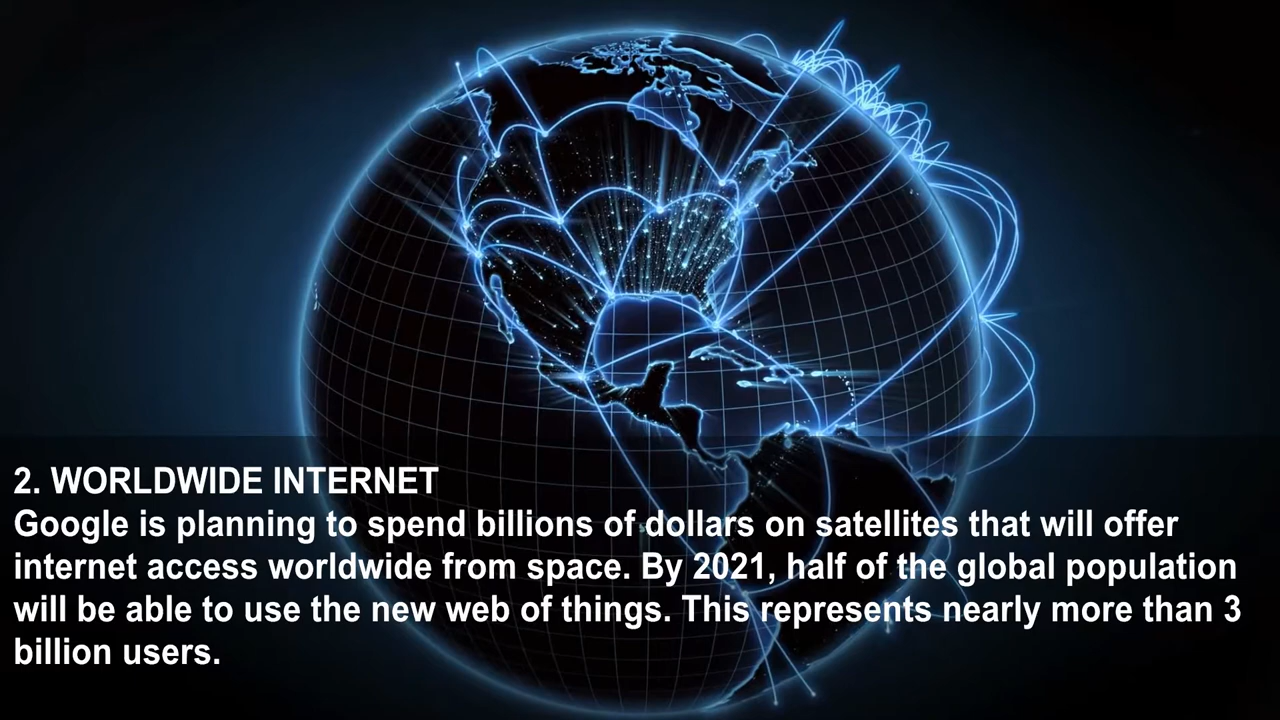 2. WORLDWIDE INTERNET
Google is planning to spend billions of dollars on satellites that will offer
internet access worldwide from space. By 2021, half of the global population
will be able to use the new web of things. This represents nearly more than 3
billion users.